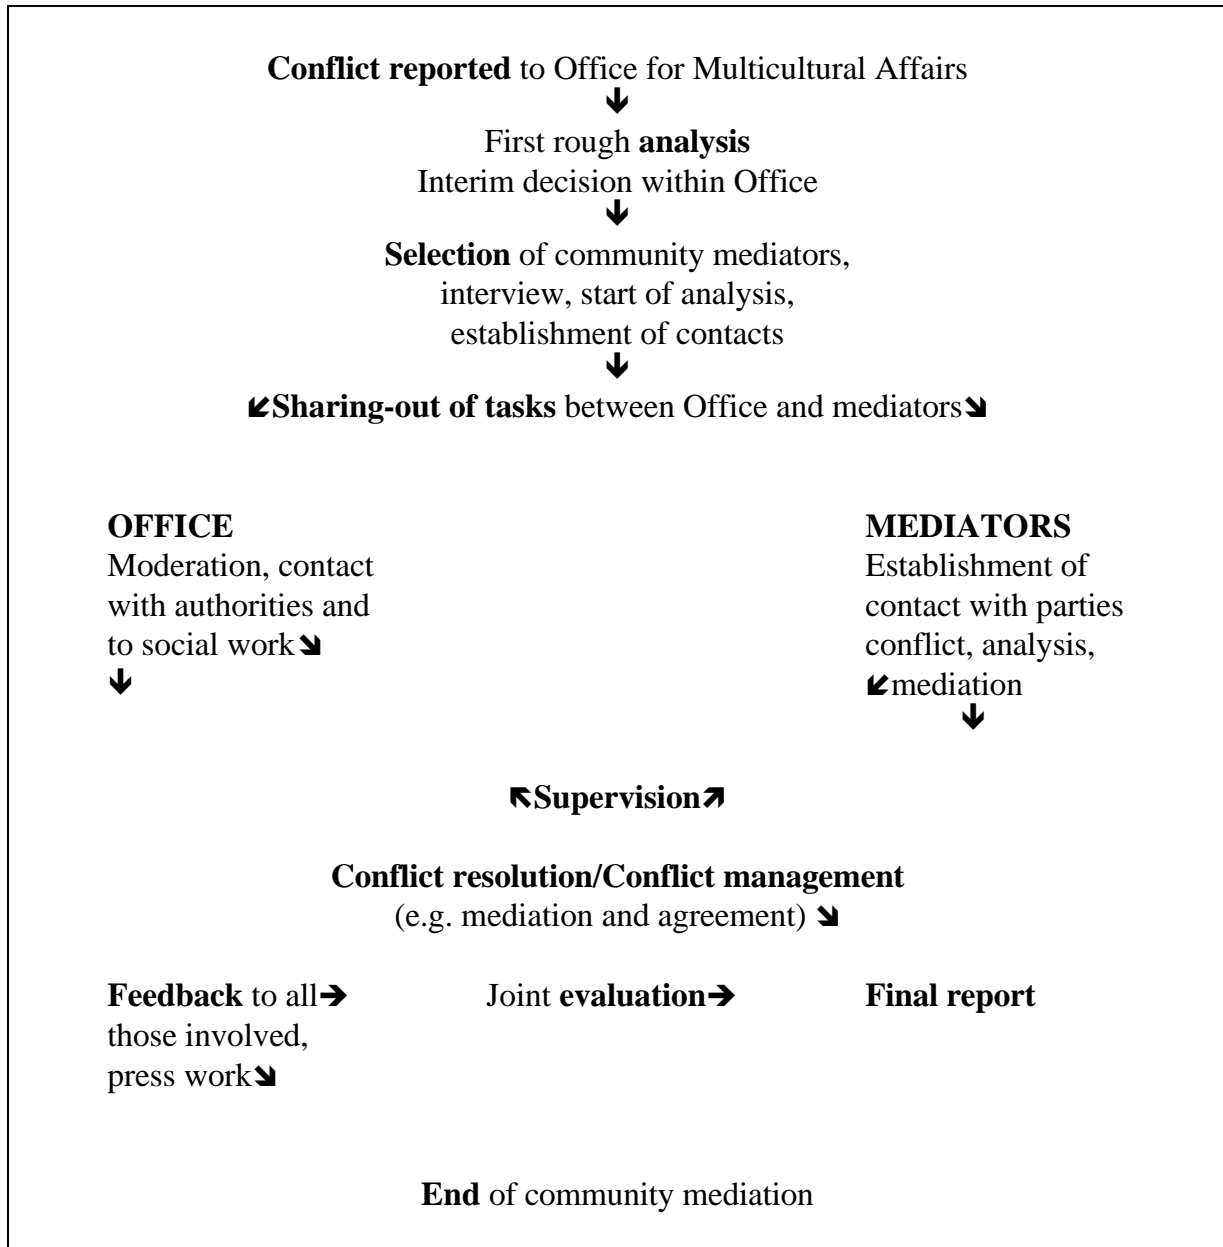 Conflict reported to Office for Multicultural Affairs
🡻
First rough analysis
Interim decision within Office
🡻
Selection of community mediators,
interview, start of analysis,
establishment of contacts
🡻
🡿Sharing-out of tasks between Office and mediators🡾
OFFICE
Moderation, contact
with authorities and
to social work🡾
🡻
MEDIATORS
Establishment of
contact with parties
conflict, analysis,
🡿mediation
🡻
🡼Supervision🡽
Conflict resolution/Conflict management
(e.g. mediation and agreement) 🡾
Feedback to all➔
those involved,
press work🡾
Joint evaluation➔
Final report
End of community mediation